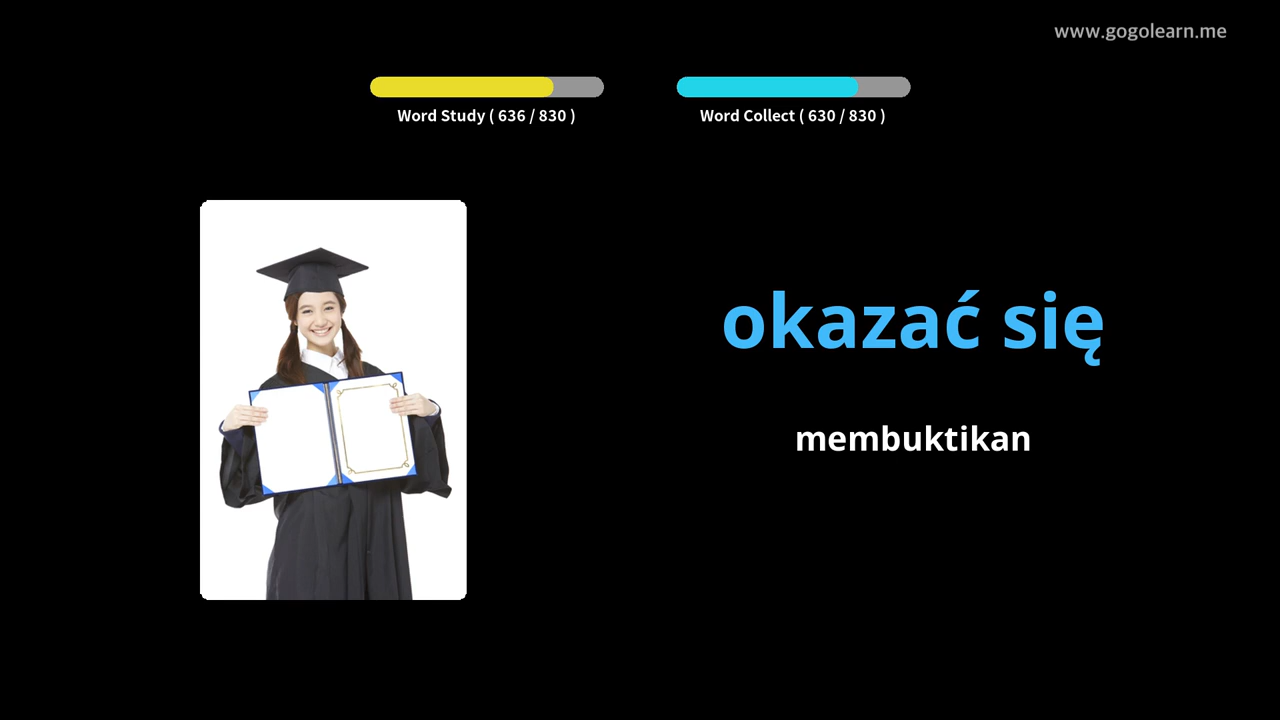 www.gogolearn.me
Word Study ( 636 / 830 )
Word Collect ( 630 / 830 )
okazać się
membuktikan